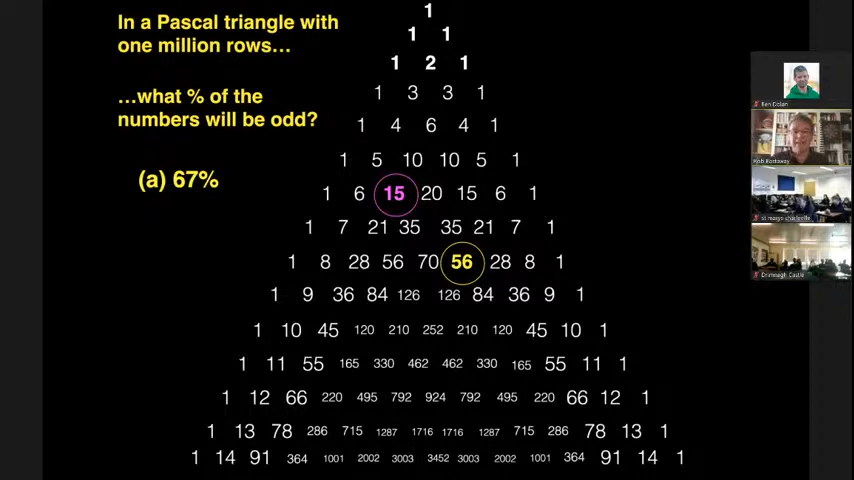 In a Pascal triangle with
one million rows…
…what % of the
numbers will be odd?
(a) 67%
1
1 1
1 2 1
1 3 3 1
1 4 6 4 1
1 5 10 10 5 1
1 6 15 20 15 6 1
1 7 21 35 35 21 7 1
1 8 28 56 70 56 28 8 1
1 9 36 84 126 126 84 36 9 1
1 10 45 120 210 252 210 120 45 10 1
1 11 55 165 330 462 462 330 165 55 11 1
1 12 66 220 495 792 924 792 495 220 66 12 1
1 13 78 286 715 1287 1716 1716 1287 715 286 78 13 1
1 14 91 364 1001 2002 3003 3452 3003 2002 1001 364 91 14 1
Ben Dolan
Rob Eastaway
st marys charleville
Drimnagh Castle